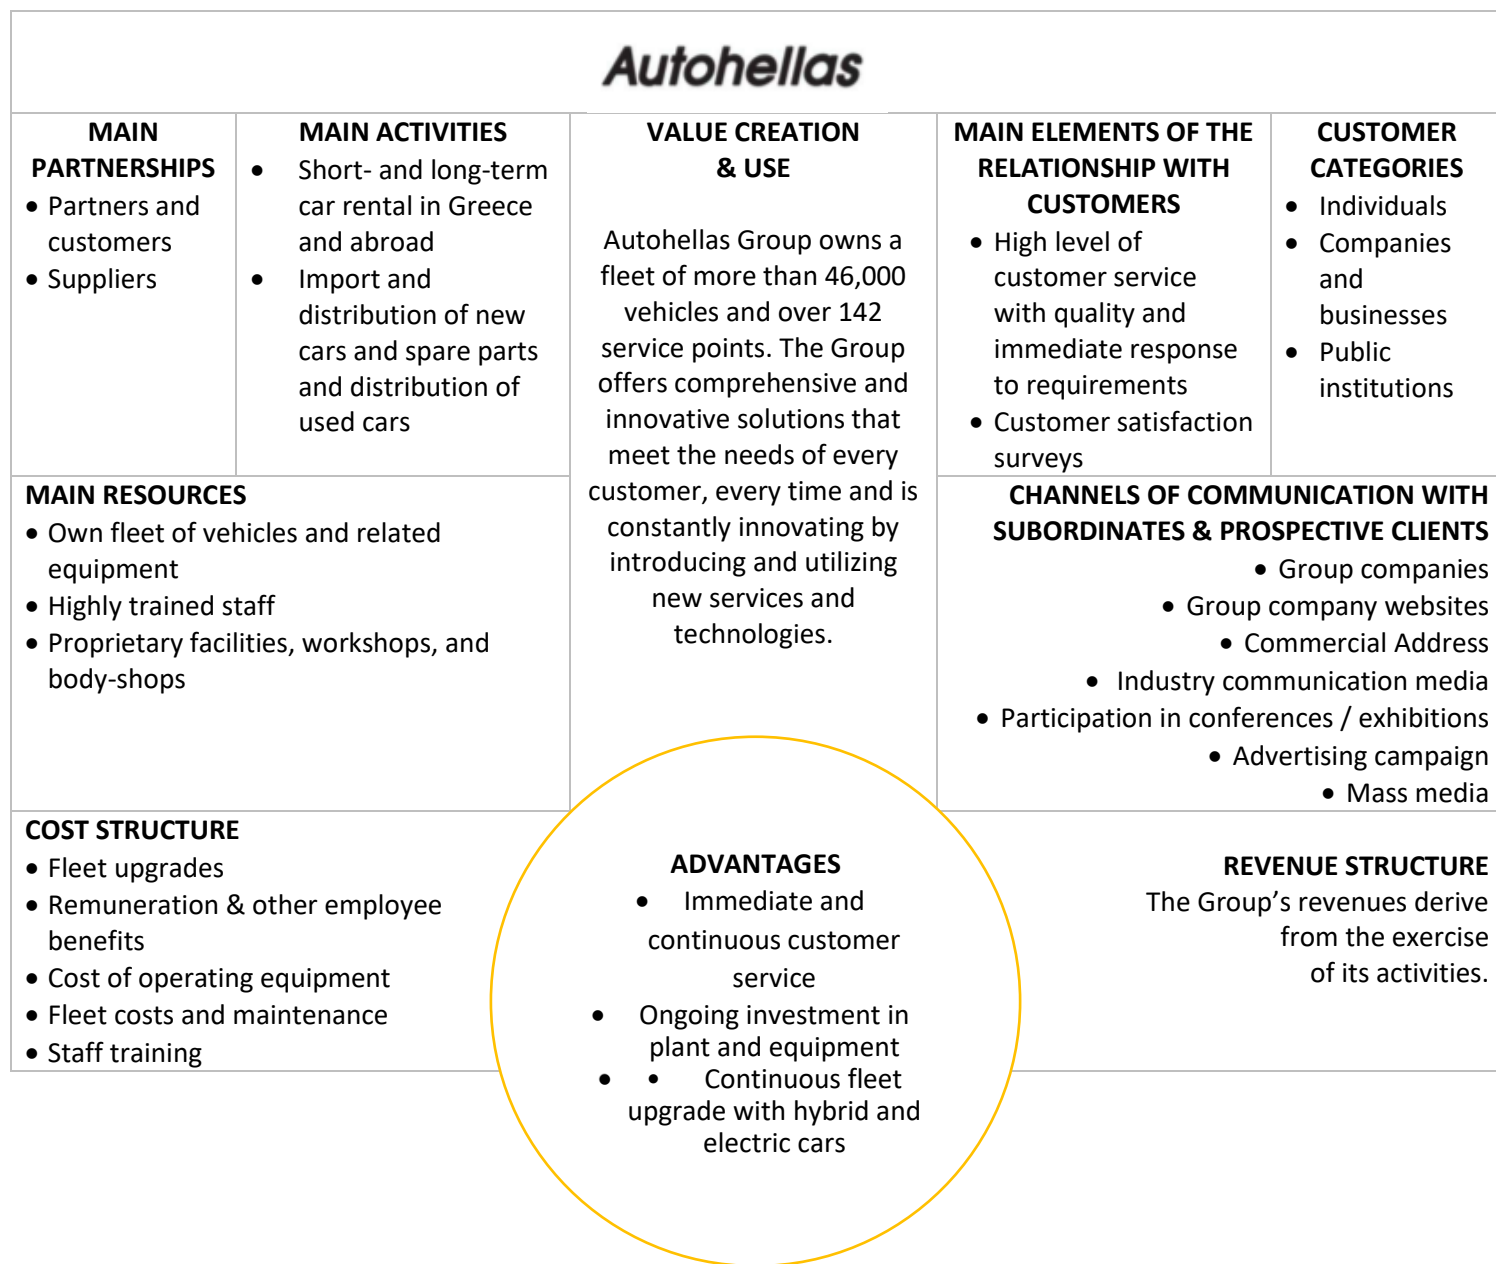 Autohellas
MAIN
PARTNERSHIPS
• Partners and
customers
• Suppliers
MAIN ACTIVITIES
• Short- and long-term
car rental in Greece
and abroad
• Import and
distribution of new
cars and spare parts
and distribution of
used cars
VALUE CREATION
& USE
Autohellas Group owns a
fleet of more than 46,000
vehicles and over 142
service points. The Group
offers comprehensive and
innovative solutions that
meet the needs of every
customer, every time and is
constantly innovating by
introducing and utilizing
new services and
technologies.
MAIN ELEMENTS OF THE
RELATIONSHIP WITH
CUSTOMERS
• High level of
customer service
with quality and
immediate response
to requirements
• Customer satisfaction
surveys
CUSTOMER
CATEGORIES
• Individuals
• Companies
and
businesses
• Public
institutions
MAIN RESOURCES
• Own fleet of vehicles and related
equipment
• Highly trained staff
• Proprietary facilities, workshops, and
body-shops
CHANNELS OF COMMUNICATION WITH
SUBORDINATES & PROSPECTIVE CLIENTS
• Group companies
• Group company websites
• Commercial Address
• Industry communication media
• Participation in conferences / exhibitions
• Advertising campaign
• Mass media
COST STRUCTURE
• Fleet upgrades
• Remuneration & other employee
benefits
• Cost of operating equipment
• Fleet costs and maintenance
• Staff training
ADVANTAGES
• Immediate and
continuous customer
service
• Ongoing investment in
plant and equipment
• • Continuous fleet
upgrade with hybrid and
electric cars
REVENUE STRUCTURE
The Group’s revenues derive
from the exercise
of its activities.